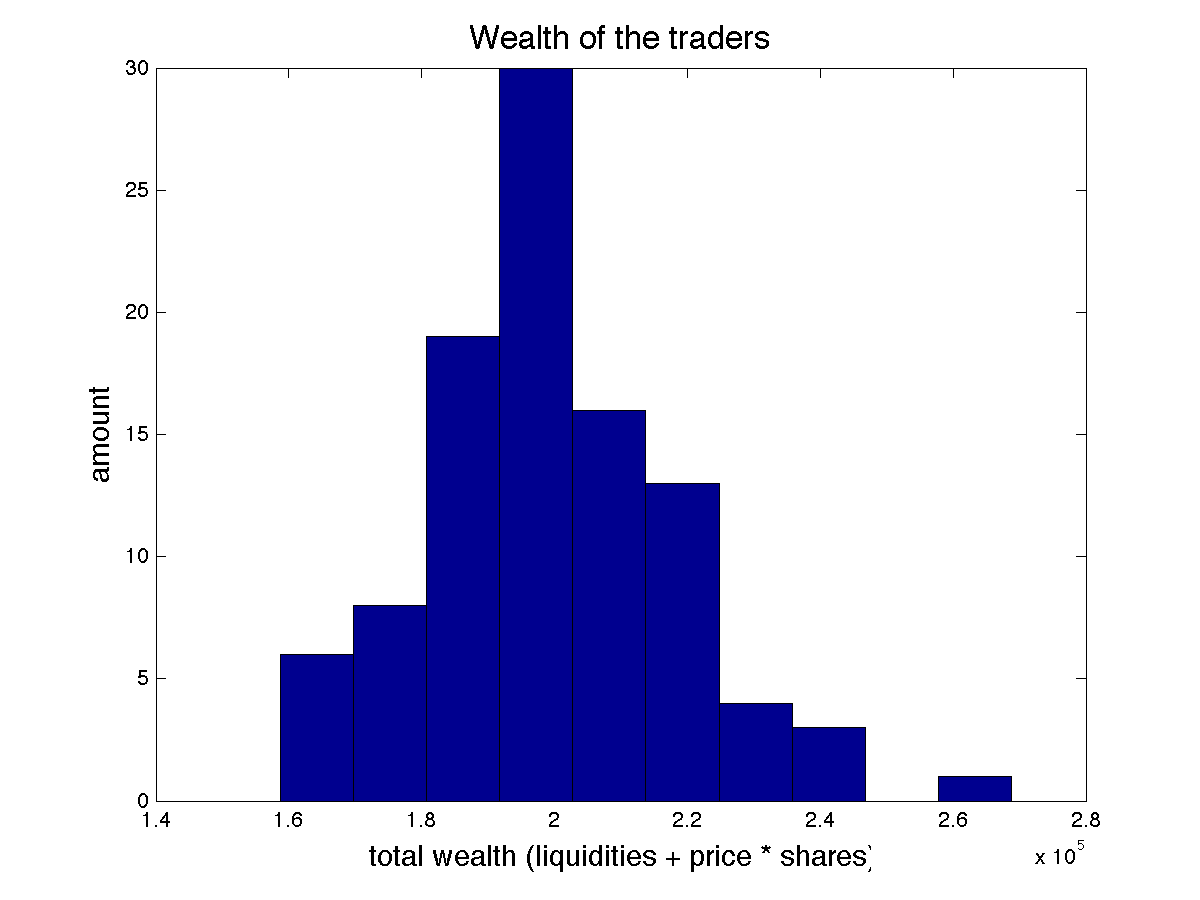 Wealth of the traders
30
25
20
15
10
5
0
amount
1.4 1.6 1.8 2 2.2 2.4 2.6 2.8
x 10^5
total wealth (liquidities + price * shares)